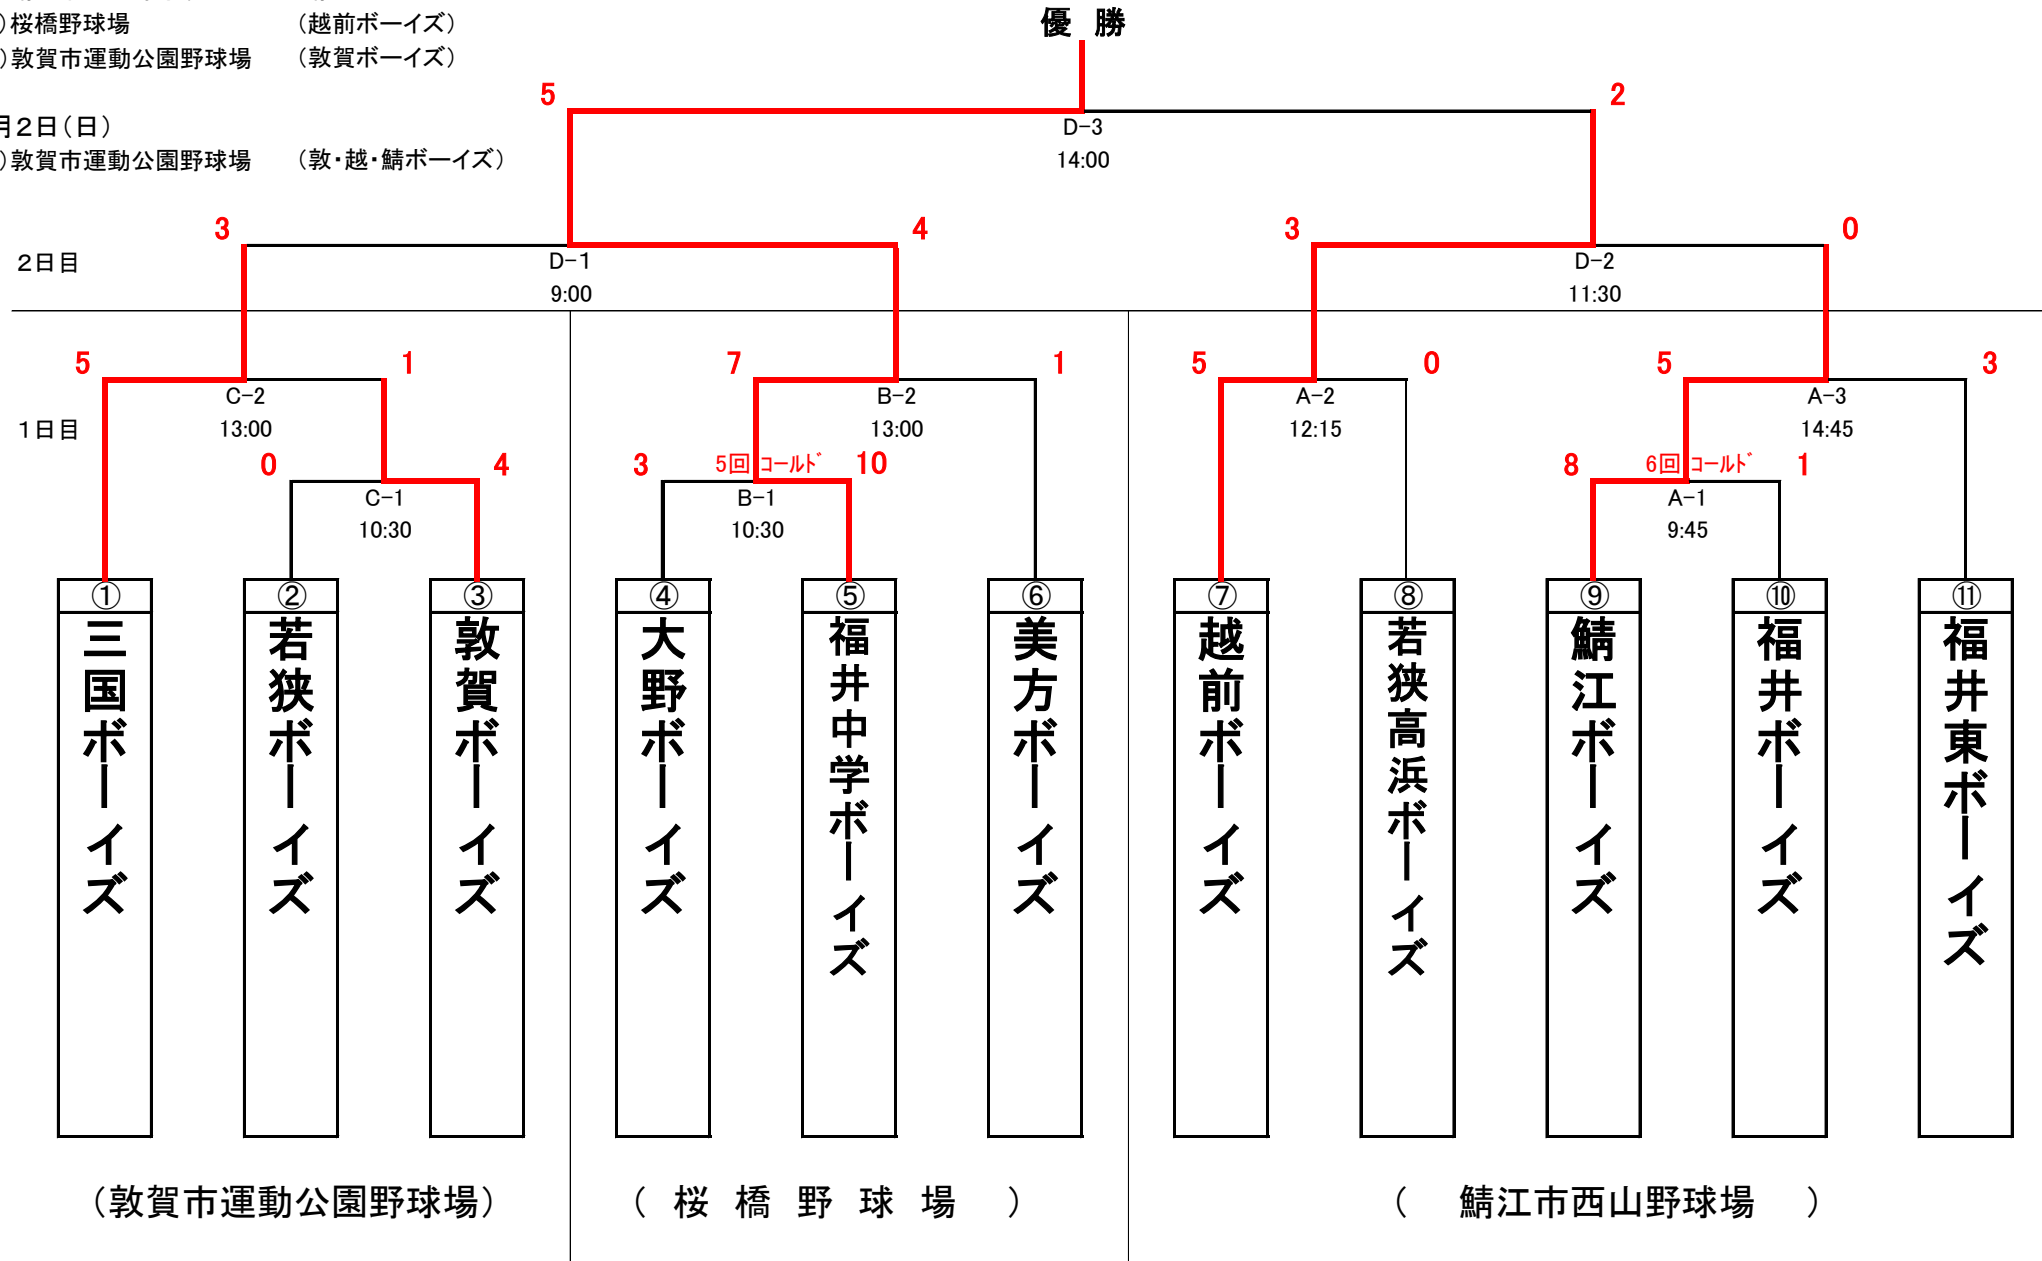 )桜橋野球場 (越前ボーイズ)
)敦賀市運動公園野球場 (敦賀ボーイズ)
月2日(日)
)敦賀市運動公園野球場 (敦・越・鯖ボーイズ)
優 勝
5 2
D-3
14:00
3 4 3 0
2日目
D-1 D-2
9:00 11:30
5 1 7 1 5 0 5 3
C-2 B-2 A-2 A-3
1日目
13:00 13:00 12:15 14:45
0 4 3 5回 コールド 10 8 6回 コールド 1
C-1 B-1 A-1
10:30 10:30 9:45
① ② ③ ④ ⑤ ⑥ ⑦ ⑧ ⑨ ⑩ ⑪
三国ボーイズ
若狭ボーイズ
敦賀ボーイズ
大野ボーイズ
福井中学ボーイズ
美方ボーイズ
越前ボーイズ
若狭高浜ボーイズ
鯖江ボーイズ
福井ボーイズ
福井東ボーイズ
(敦賀市運動公園野球場) ( 桜 橋 野 球 場 ) ( 鯖江市西山野球場 )